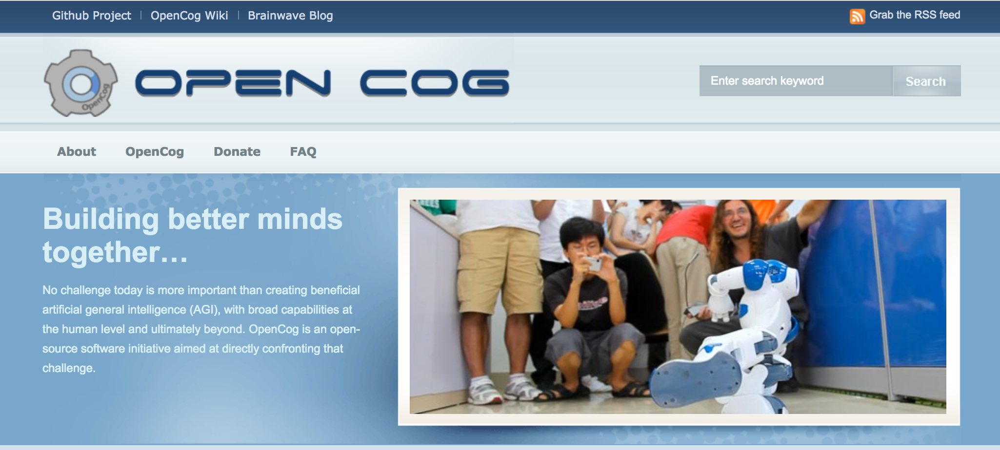 Github Project | OpenCog Wiki | Brainwave Blog
Grab the RSS feed
OpenCog
OPEN COG
Enter search keyword
Search
About OpenCog Donate FAQ
Building better minds
together...
No challenge today is more important than creating beneficial
artificial general intelligence (AGI), with broad capabilities at
the human level and ultimately beyond. OpenCog is an open-
source software initiative aimed at directly confronting that
challenge.